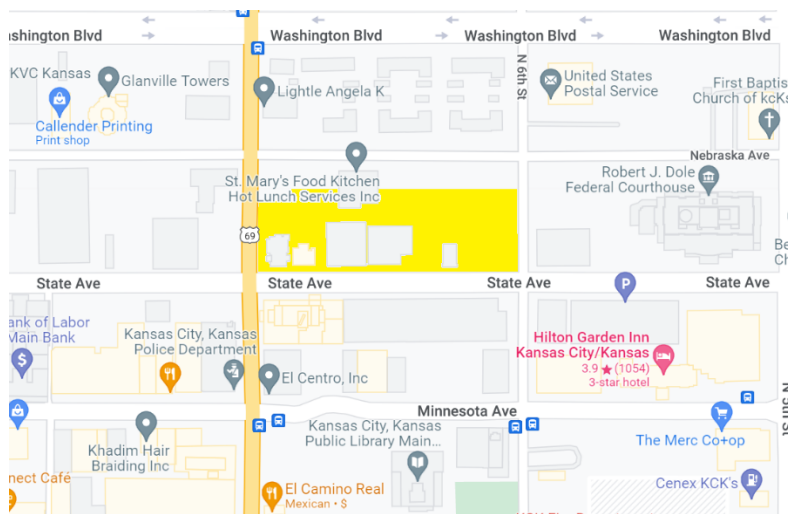 ashington Blvd
Washington Blvd
Washington Blvd
Washington Blvd
N 6th St
KVC Kansas
Glanville Towers
Callender Printing
Print shop
Lightle Angela K
United States
Postal Service
First Baptis
Church of kcKs
Nebraska Ave
St. Mary's Food Kitchen
Hot Lunch Services Inc
Robert J. Dole
Federal Courthouse
69
Be
Ch
State Ave
State Ave
State Ave
State Ave
P
ank of Labor
Main Bank
$
Kansas City, Kansas
Police Department
El Centro, Inc
Hilton Garden Inn
Kansas City/Kansas
3.9 ★ (1054)
3-star hotel
N 5th St
Minnesota Ave
Khadim Hair
Braiding Inc
Kansas City, Kansas
Public Library Main...
The Merc Co+op
nect Café
El Camino Real
Mexican • $
Cenex KCK's